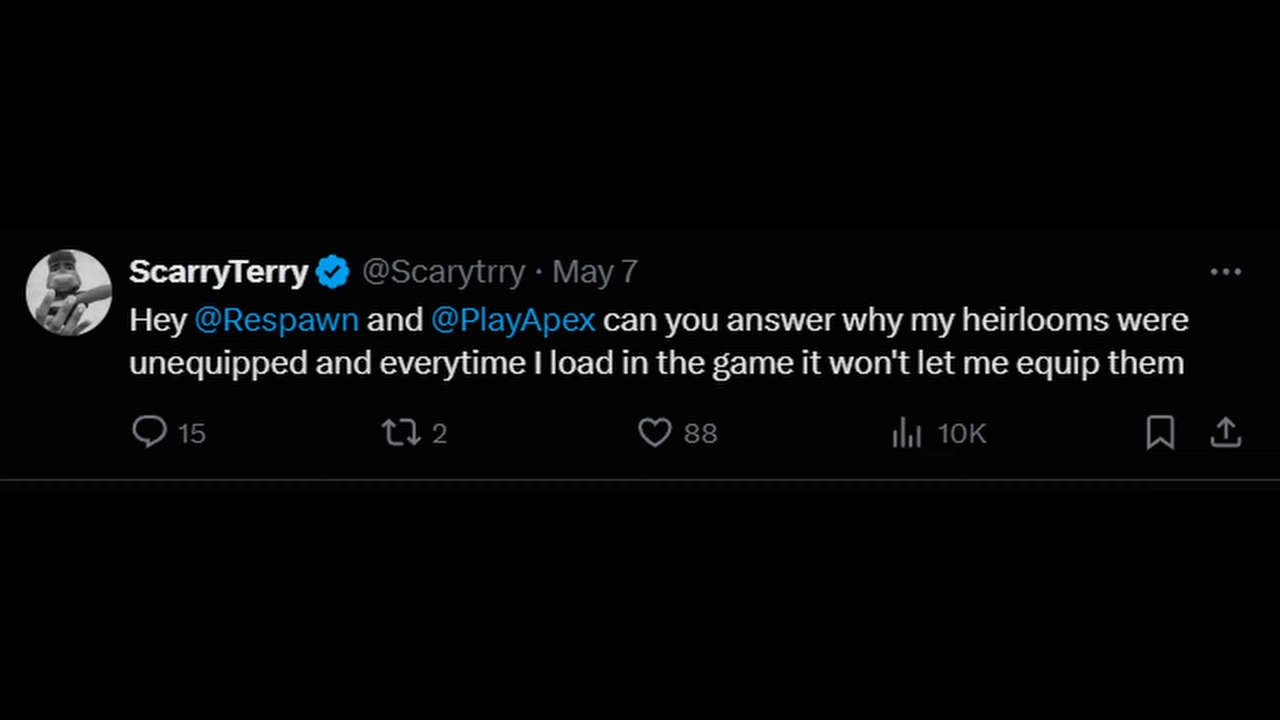 ScarryTerry @Scarytrry · May 7
Hey @Respawn and @PlayApex can you answer why my heirlooms were
unequipped and everytime I load in the game it won't let me equip them
15 2 88 10K